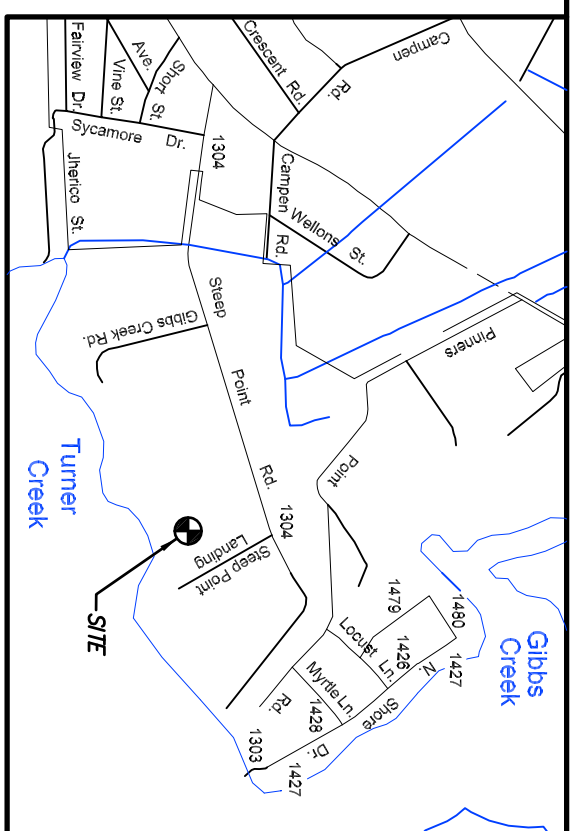 Fairview Dr.
Vine St.
Ave.
Short St.
Crescent Rd.
Campen
Rd.
Sycamore Dr.
1304
Jherico St.
Campen Rd.
Wellons St.
Steep Point Rd.
1304
Gibbs Creek Rd.
Pinners
Point
Turner
Creek
Steep Point
Landing
SITE
Gibbs
Creek
1479
1480
1426
1427
Locust Ln.
Myrtle Ln.
N. Shore Dr.
Rd.
1428
1303
1427